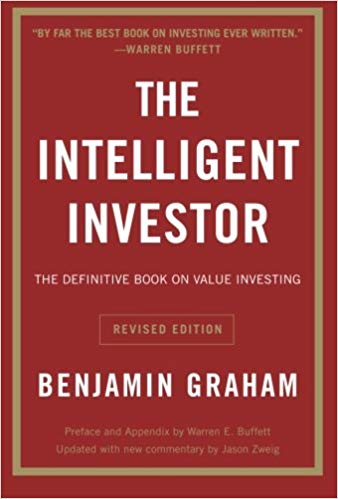 “BY FAR THE BEST BOOK ON INVESTING EVER WRITTEN.”
—WARREN BUFFETT
THE
INTELLIGENT
INVESTOR
THE DEFINITIVE BOOK ON VALUE INVESTING
REVISED EDITION
BENJAMIN GRAHAM
Preface and Appendix by Warren E. Buffett
Updated with new commentary by Jason Zweig